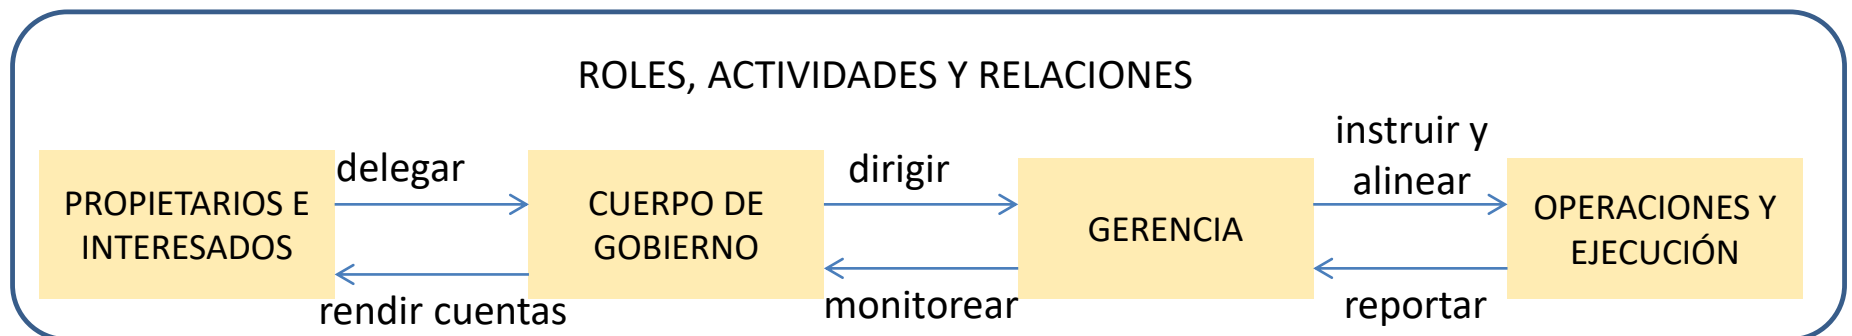 ROLES, ACTIVIDADES Y RELACIONES
PROPIETARIOS E
INTERESADOS
delegar
rendir cuentas
CUERPO DE
GOBIERNO
dirigir
monitorear
GERENCIA
instruir y
alinear
reportar
OPERACIONES Y
EJECUCIÓN